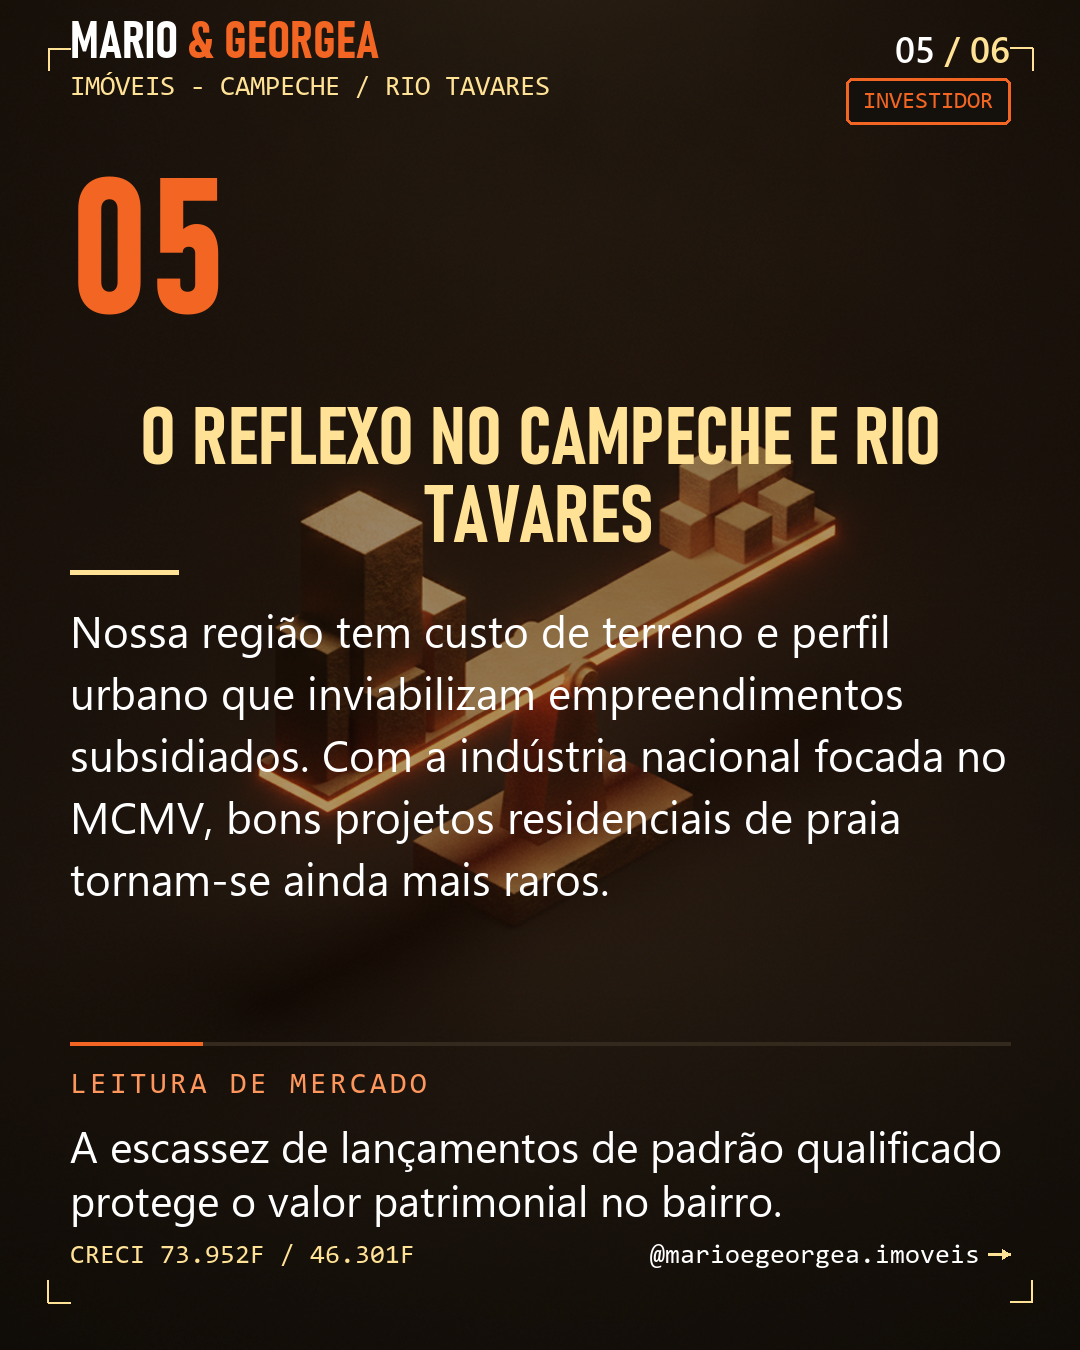 MARIO & GEORGEA
IMÓVEIS - CAMPECHE / RIO TAVARES
05 / 06
INVESTIDOR
05
O REFLEXO NO CAMPECHE E RIO
TAVARES
Nossa região tem custo de terreno e perfil
urbano que inviabilizam empreendimentos
subsidiados. Com a indústria nacional focada no
MCMV, bons projetos residenciais de praia
tornam-se ainda mais raros.
LEITURA DE MERCADO
A escassez de lançamentos de padrão qualificado
protege o valor patrimonial no bairro.
CRECI 73.952F / 46.301F
@marioegeorgea.imoveis